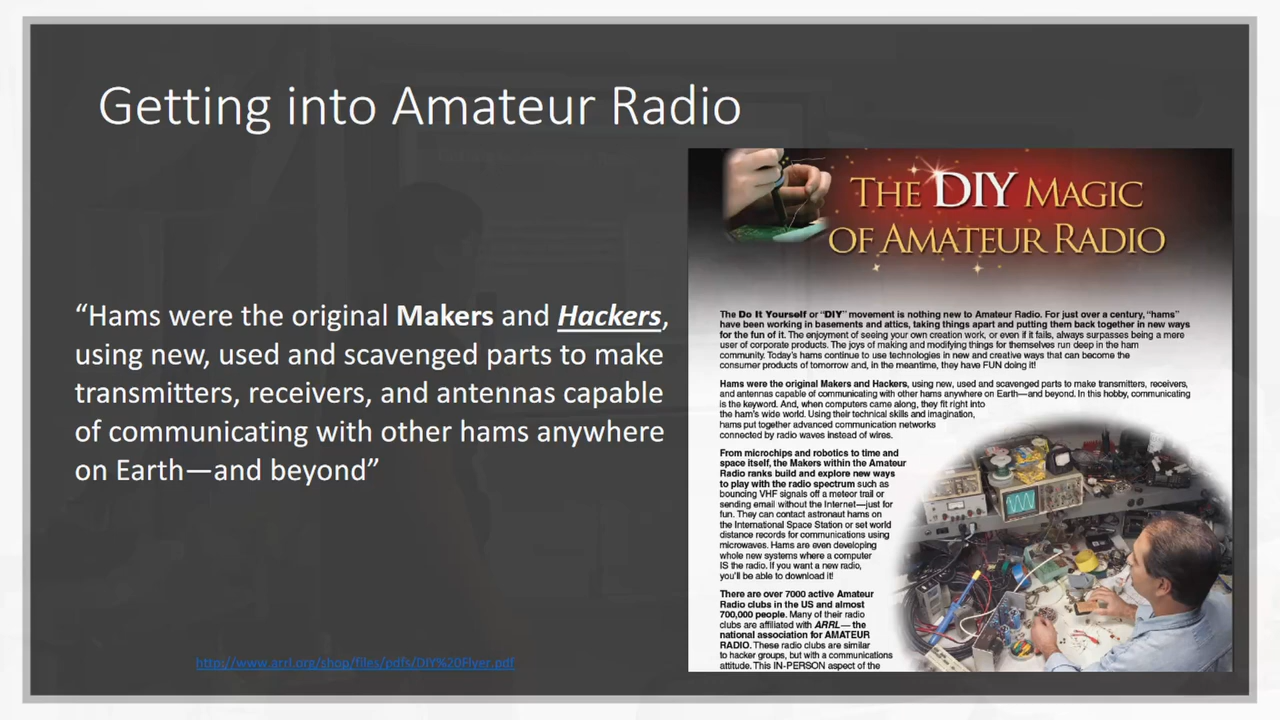 Getting into Amateur Radio
“Hams were the original Makers and Hackers,
using new, used and scavenged parts to make
transmitters, receivers, and antennas capable
of communicating with other hams anywhere
on Earth—and beyond”
http://www.arrl.org/shop/files/pdfs/DIY%20Flyer.pdf
THE DIY MAGIC
OF AMATEUR RADIO
The Do It Yourself or “DIY” movement is nothing new to Amateur Radio. For just over a century, “hams”
have been working in basements and attics, taking things apart and putting them back together in new ways
for the fun of it. The enjoyment of seeing your own creation work, or even if it fails, always surpasses being a mere
user of corporate products. The joys of making and modifying things for themselves run deep in the ham
community. Today’s hams continue to use technologies in new and creative ways that can become the
consumer products of tomorrow and, in the meantime, they have FUN doing it!
Hams were the original Makers and Hackers, using new, used and scavenged parts to make transmitters, receivers,
and antennas capable of communicating with other hams anywhere on Earth—and beyond. In this hobby, communicating
is the keyword. And, when computers came along, they fit right into
the ham’s wide world. Using their technical skills and imagination,
hams put together advanced communication networks
connected by radio waves instead of wires.
From microchips and robotics to time and
space itself, the Makers within the Amateur
Radio ranks build and explore new ways
to play with the radio spectrum such as
bouncing VHF signals off a meteor trail or
sending email without the Internet—just for
fun. They can contact astronaut hams on
the International Space Station or set world
distance records for communications using
microwaves. Hams are even developing
whole new systems where a computer
IS the radio. If you want a new radio,
you’ll be able to download it!
There are over 7000 active Amateur
Radio clubs in the US and almost
700,000 people. Many of their radio
clubs are affiliated with ARRL—the
national association for AMATEUR
RADIO. These radio clubs are similar
to hacker groups, but with a communications
attitude. This IN-PERSON aspect of the